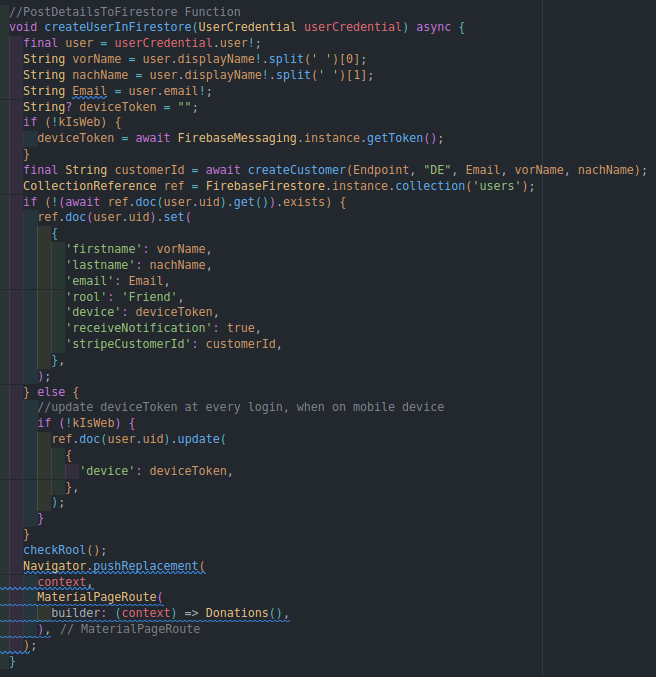 //PostDetailsToFirestore Function
void createUserInFirestore(UserCredential userCredential) async {
  final user = userCredential.user!;
  String vorName = user.displayName!.split(' ')[0];
  String nachName = user.displayName!.split(' ')[1];
  String Email = user.email!;
  String? deviceToken = "";
  if (!kIsWeb) {
    deviceToken = await FirebaseMessaging.instance.getToken();
  }
  final String customerId = await createCustomer(Endpoint, "DE", Email, vorName, nachName);
  CollectionReference ref = FirebaseFirestore.instance.collection('users');
  if (!(await ref.doc(user.uid).get()).exists) {
    ref.doc(user.uid).set(
      {
        'firstname': vorName,
        'lastname': nachName,
        'email': Email,
        'rool': 'Friend',
        'device': deviceToken,
        'receiveNotification': true,
        'stripeCustomerId': customerId,
      },
    );
  } else {
    //update deviceToken at every login, when on mobile device
    if (!kIsWeb) {
      ref.doc(user.uid).update(
        {
          'device': deviceToken,
        },
      );
    }
  }
  checkRool();
  Navigator.pushReplacement(
    context,
    MaterialPageRoute(
      builder: (context) => Donations(),
    ), // MaterialPageRoute
  );
}